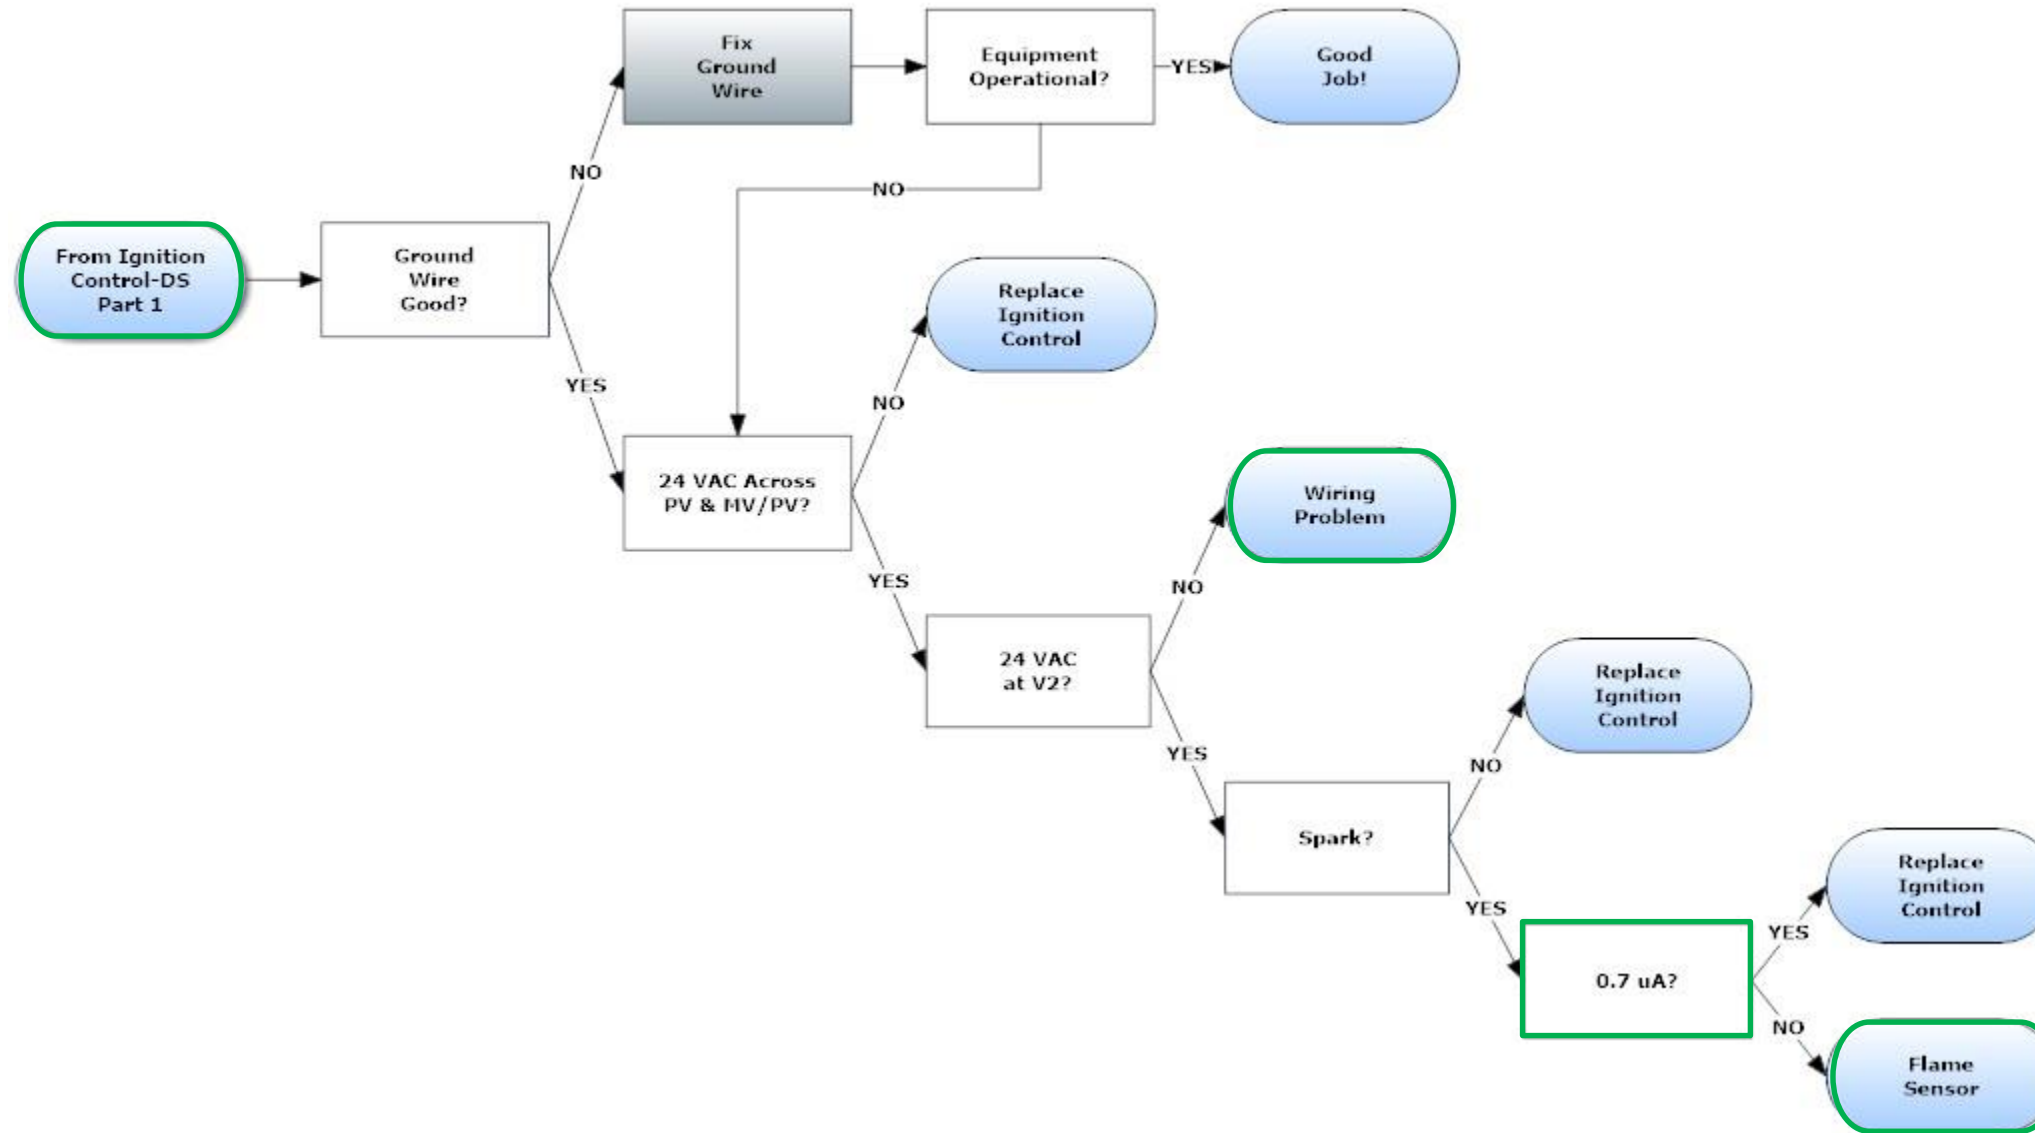 Fix
Ground
Wire
Equipment
Operational?
YES
Good
Job!
NO
NO
From Ignition
Control-DS
Part 1
Ground
Wire
Good?
Replace
Ignition
Control
YES
NO
24 VAC Across
PV & MV/PV?
Wiring
Problem
YES
NO
24 VAC
at V2?
Replace
Ignition
Control
YES
NO
Spark?
Replace
Ignition
Control
YES
YES
0.7 uA?
NO
Flame
Sensor